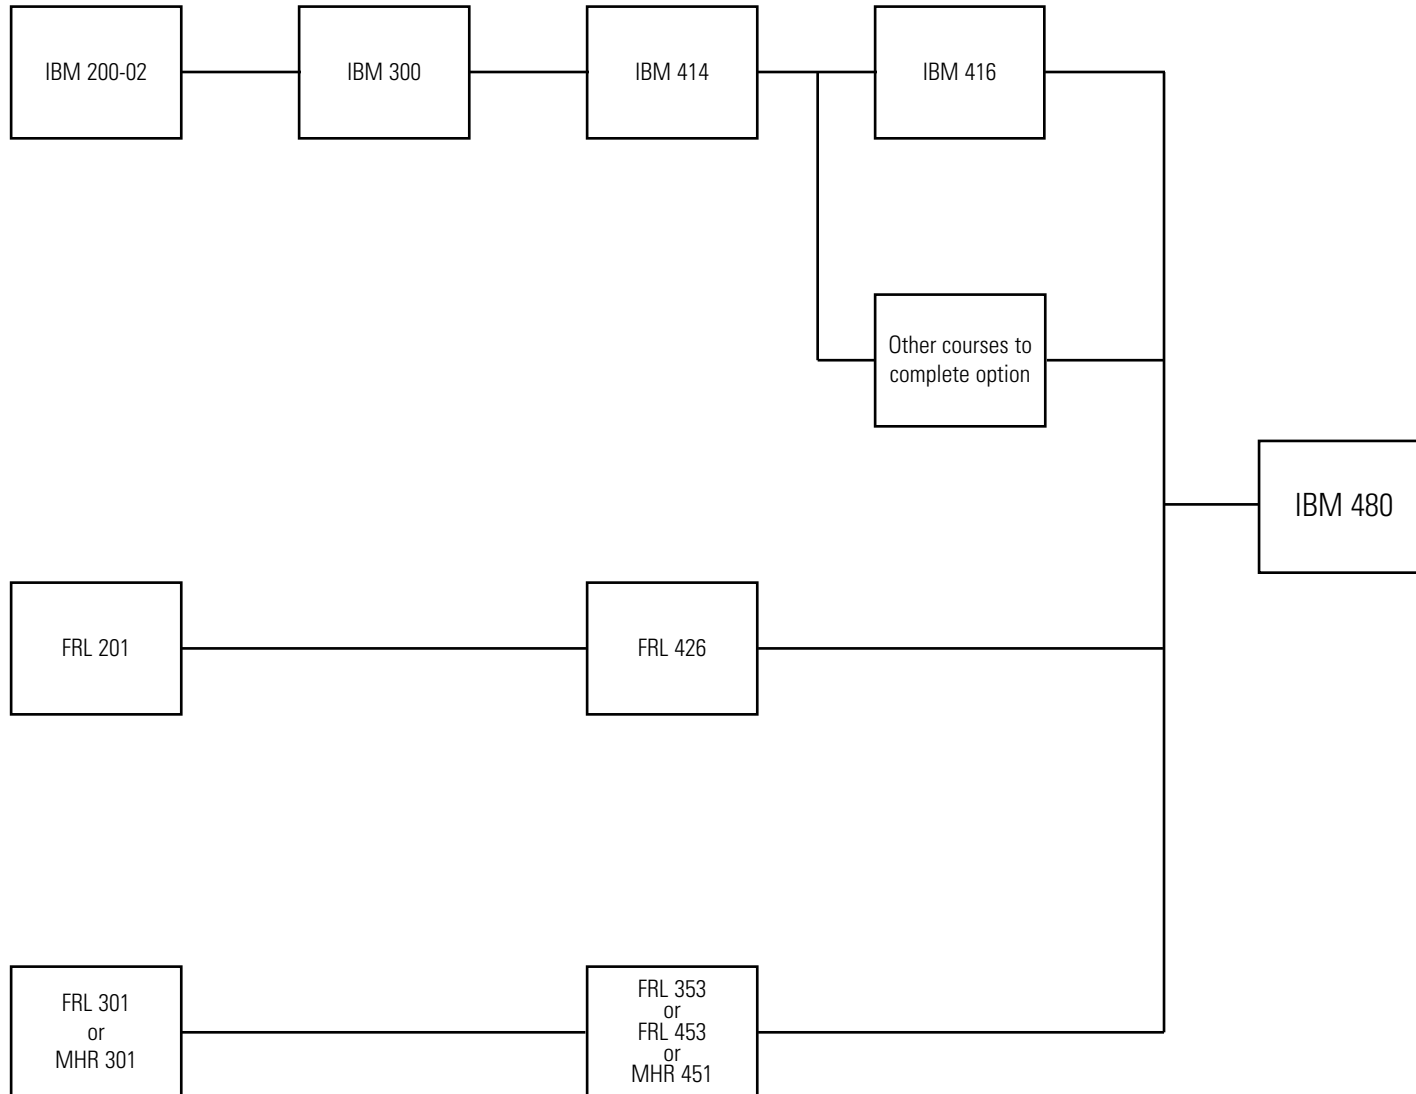 IBM 200-02
IBM 300
IBM 414
IBM 416
Other courses to
complete option
IBM 480
FRL 201
FRL 426
FRL 301
or
MHR 301
FRL 353
or
FRL 453
or
MHR 451